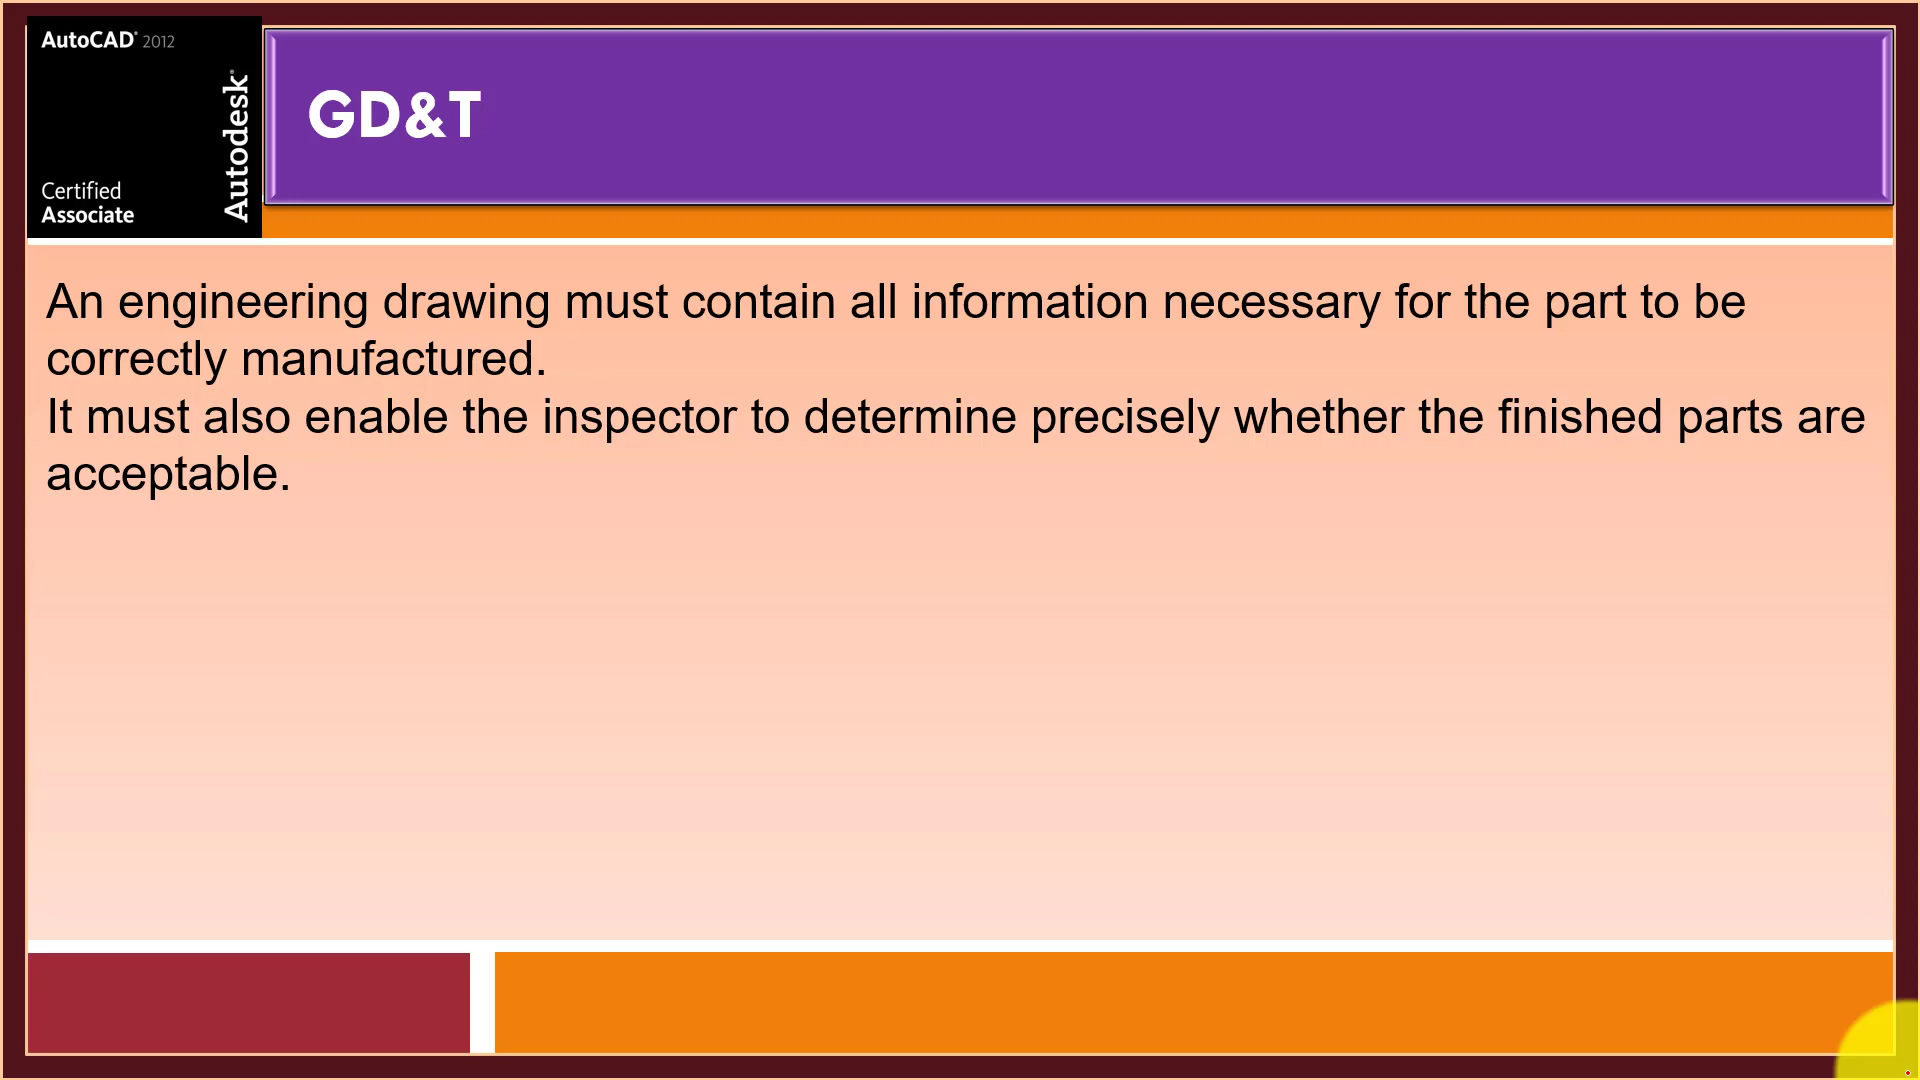 AutoCAD® 2012
Autodesk®
Certified
Associate
GD&T
An engineering drawing must contain all information necessary for the part to be
correctly manufactured.
It must also enable the inspector to determine precisely whether the finished parts are
acceptable.